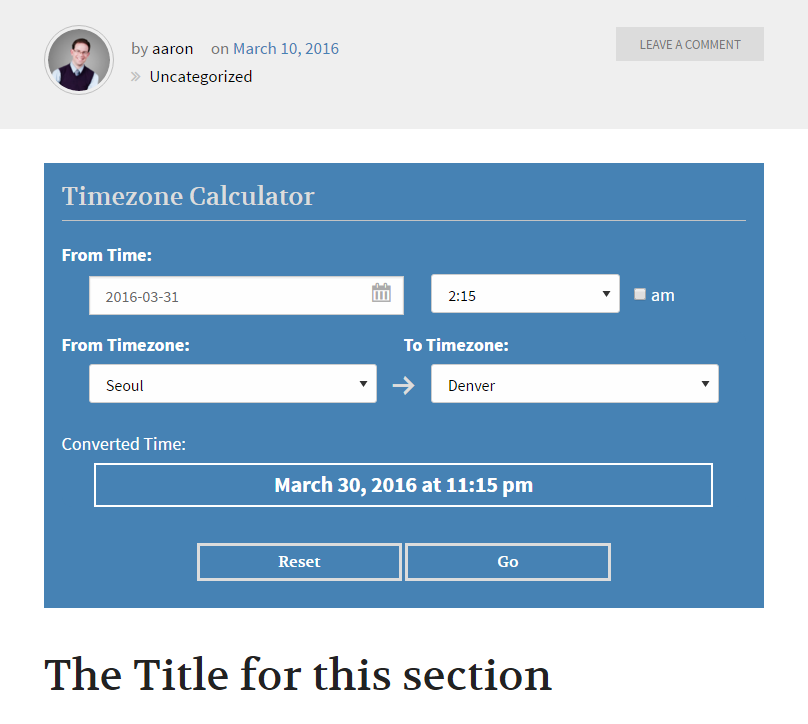 by aaron on March 10, 2016
LEAVE A COMMENT
» Uncategorized
Timezone Calculator
From Time:
2016-03-31
2:15
am
From Timezone:
To Timezone:
Seoul
→
Denver
Converted Time:
March 30, 2016 at 11:15 pm
Reset
Go
The Title for this section